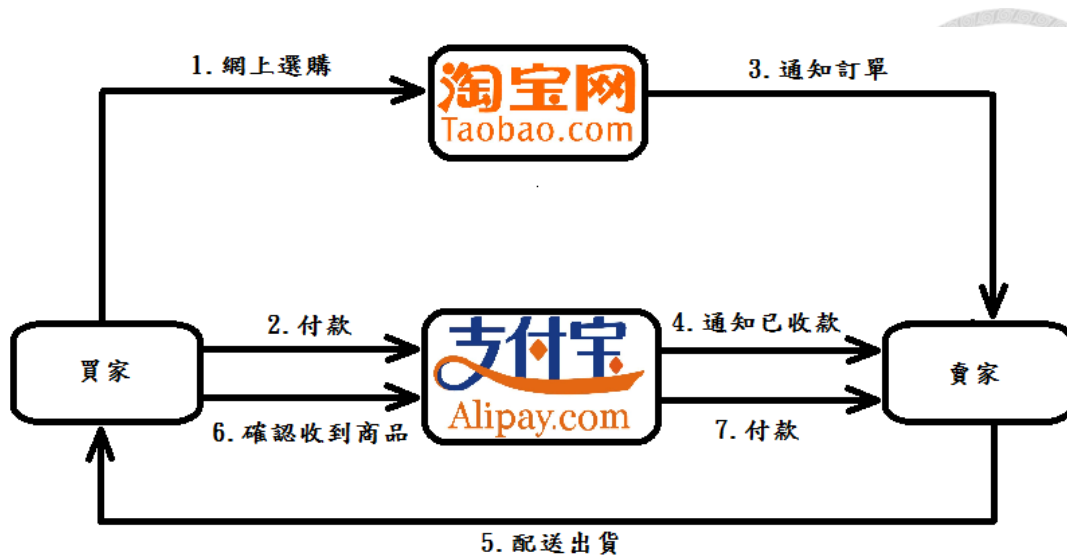 1.網上選購
淘宝网
Taobao.com
3.通知訂單
2.付款
支付宝
Alipay.com
4.通知已收款
買家
賣家
6.確認收到商品
7.付款
5.配送出貨